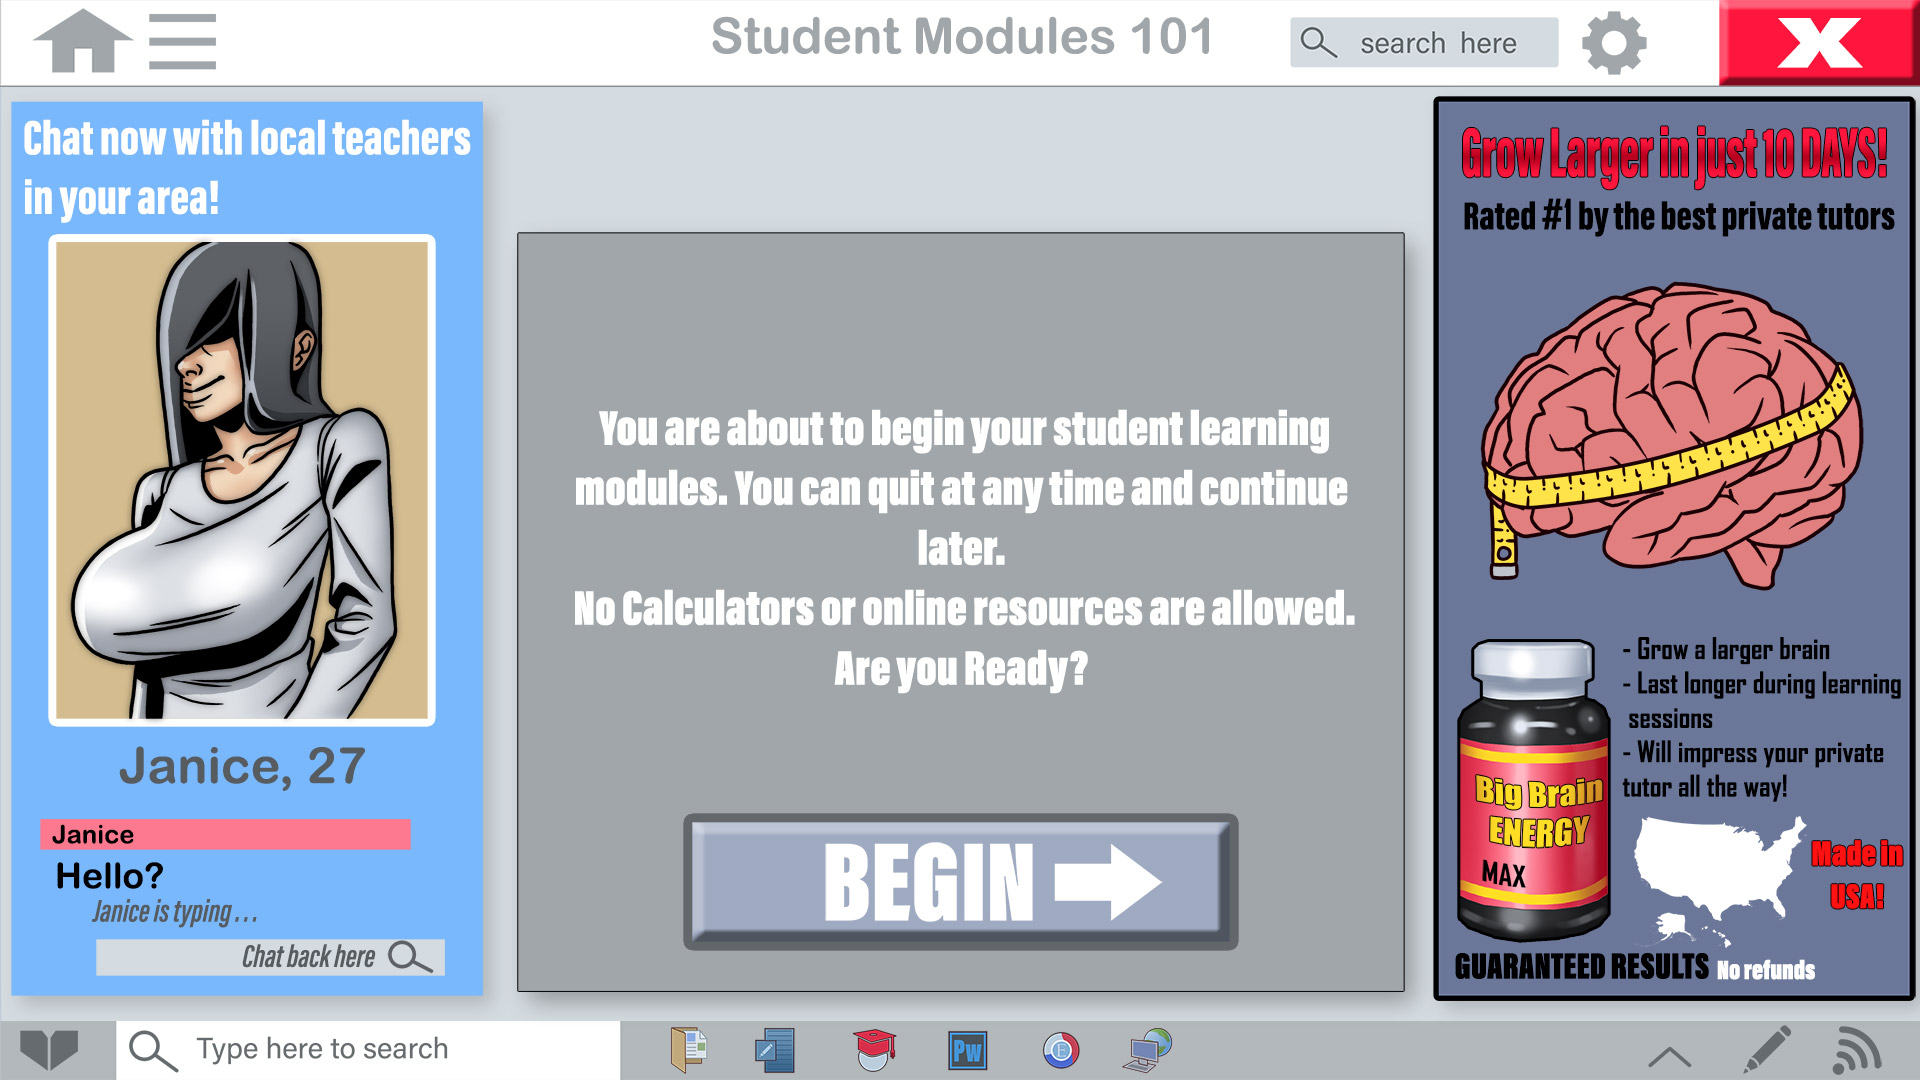 Student Modules 101
search here
X
Chat now with local teachers
in your area!
Janice, 27
Janice
Hello?
Janice is typing...
Chat back here
You are about to begin your student learning
modules. You can quit at any time and continue
later.
No Calculators or online resources are allowed.
Are you Ready?
BEGIN
Grow Larger in just 10 DAYS!
Rated #1 by the best private tutors
- Grow a larger brain
- Last longer during learning
sessions
- Will impress your private
tutor all the way!
Big Brain
ENERGY
MAX
Made in
USA!
GUARANTEED RESULTS No refunds
Type here to search
Pw
E